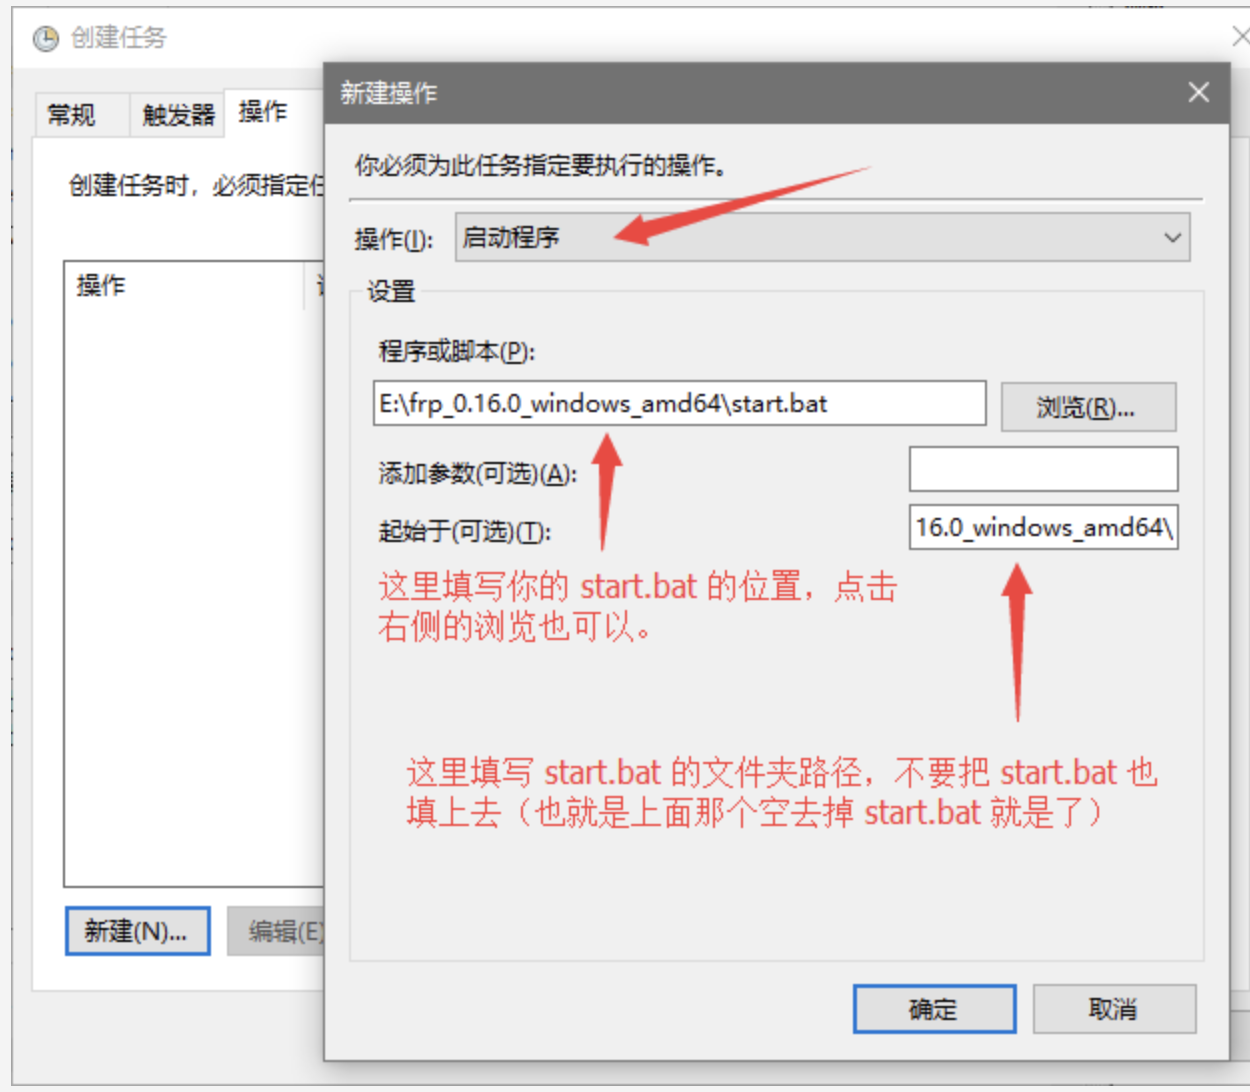 创建任务
新建操作
常规
触发器
操作
你必须为此任务指定要执行的操作。
创建任务时，必须指定
操作(I):
启动程序
操作
设置
程序或脚本(P):
E:\frp_0.16.0_windows_amd64\start.bat
浏览(R)...
添加参数(可选)(A):
起始于(可选)(T):
16.0_windows_amd64\
这里填写你的 start.bat 的位置，点击
右侧的浏览也可以。
这里填写 start.bat 的文件夹路径，不要把 start.bat 也
填上去（也就是上面那个空去掉 start.bat 就是了）
新建(N)...
编辑(E)
确定
取消